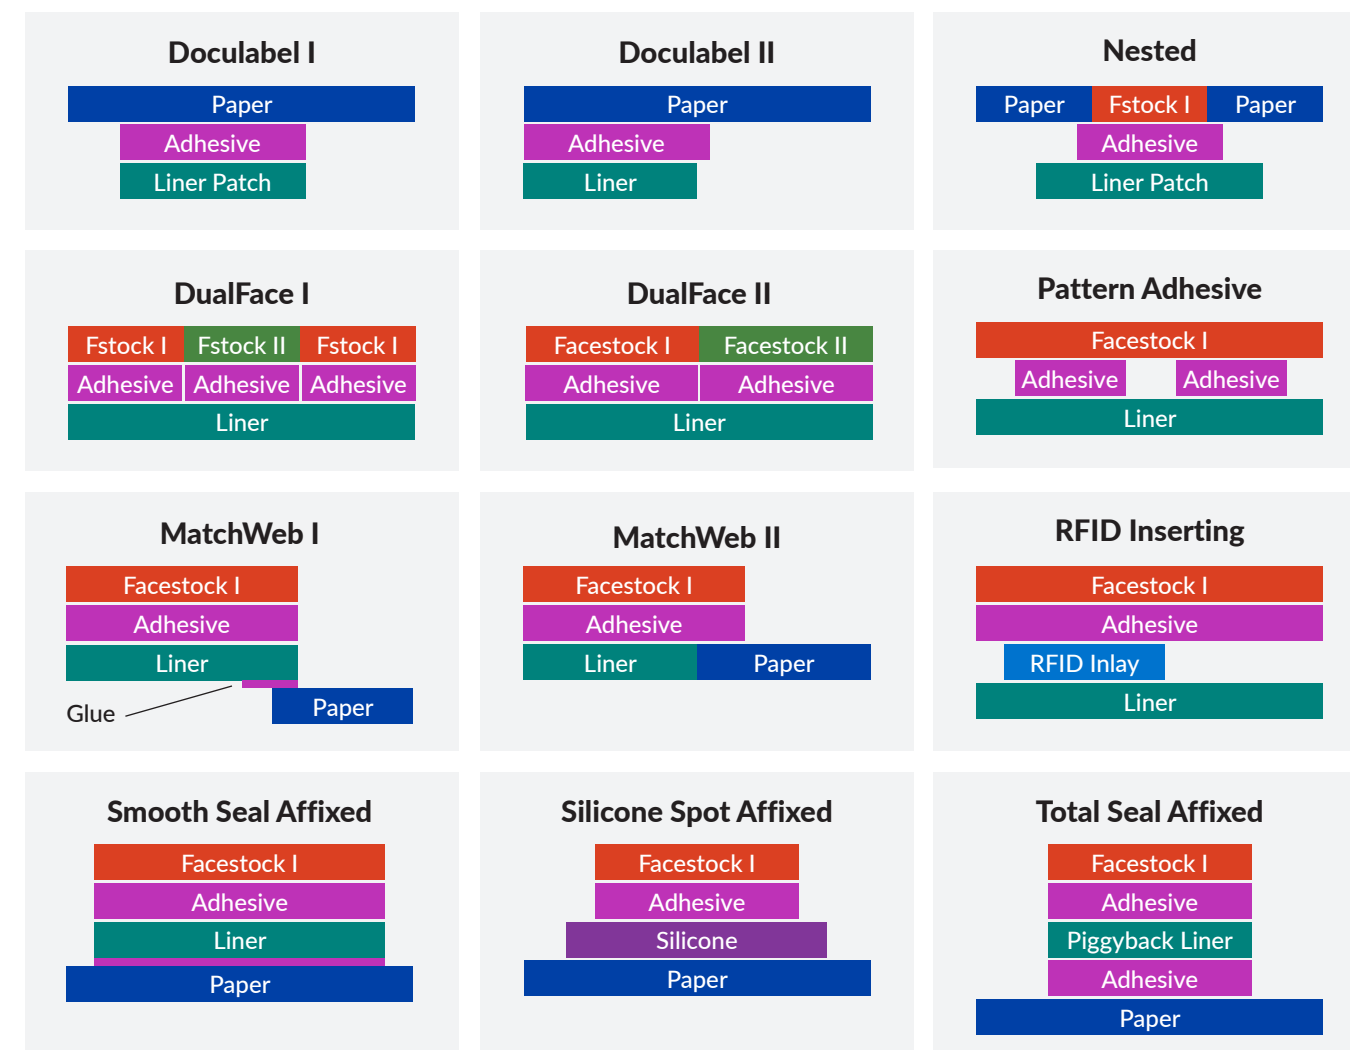 Doculabel I
Paper
Adhesive
Liner Patch
Doculabel II
Paper
Adhesive
Liner
Nested
Paper Fstock I Paper
Adhesive
Liner Patch
DualFace I
Fstock I Fstock II Fstock I
Adhesive Adhesive Adhesive
Liner
DualFace II
Facestock I Facestock II
Adhesive Adhesive
Liner
Pattern Adhesive
Facestock I
Adhesive Adhesive
Liner
MatchWeb I
Facestock I
Adhesive
Liner
Glue Paper
MatchWeb II
Facestock I
Adhesive
Liner Paper
RFID Inserting
Facestock I
Adhesive
RFID Inlay
Liner
Smooth Seal Affixed
Facestock I
Adhesive
Liner
Paper
Silicone Spot Affixed
Facestock I
Adhesive
Silicone
Paper
Total Seal Affixed
Facestock I
Adhesive
Piggyback Liner
Adhesive
Paper